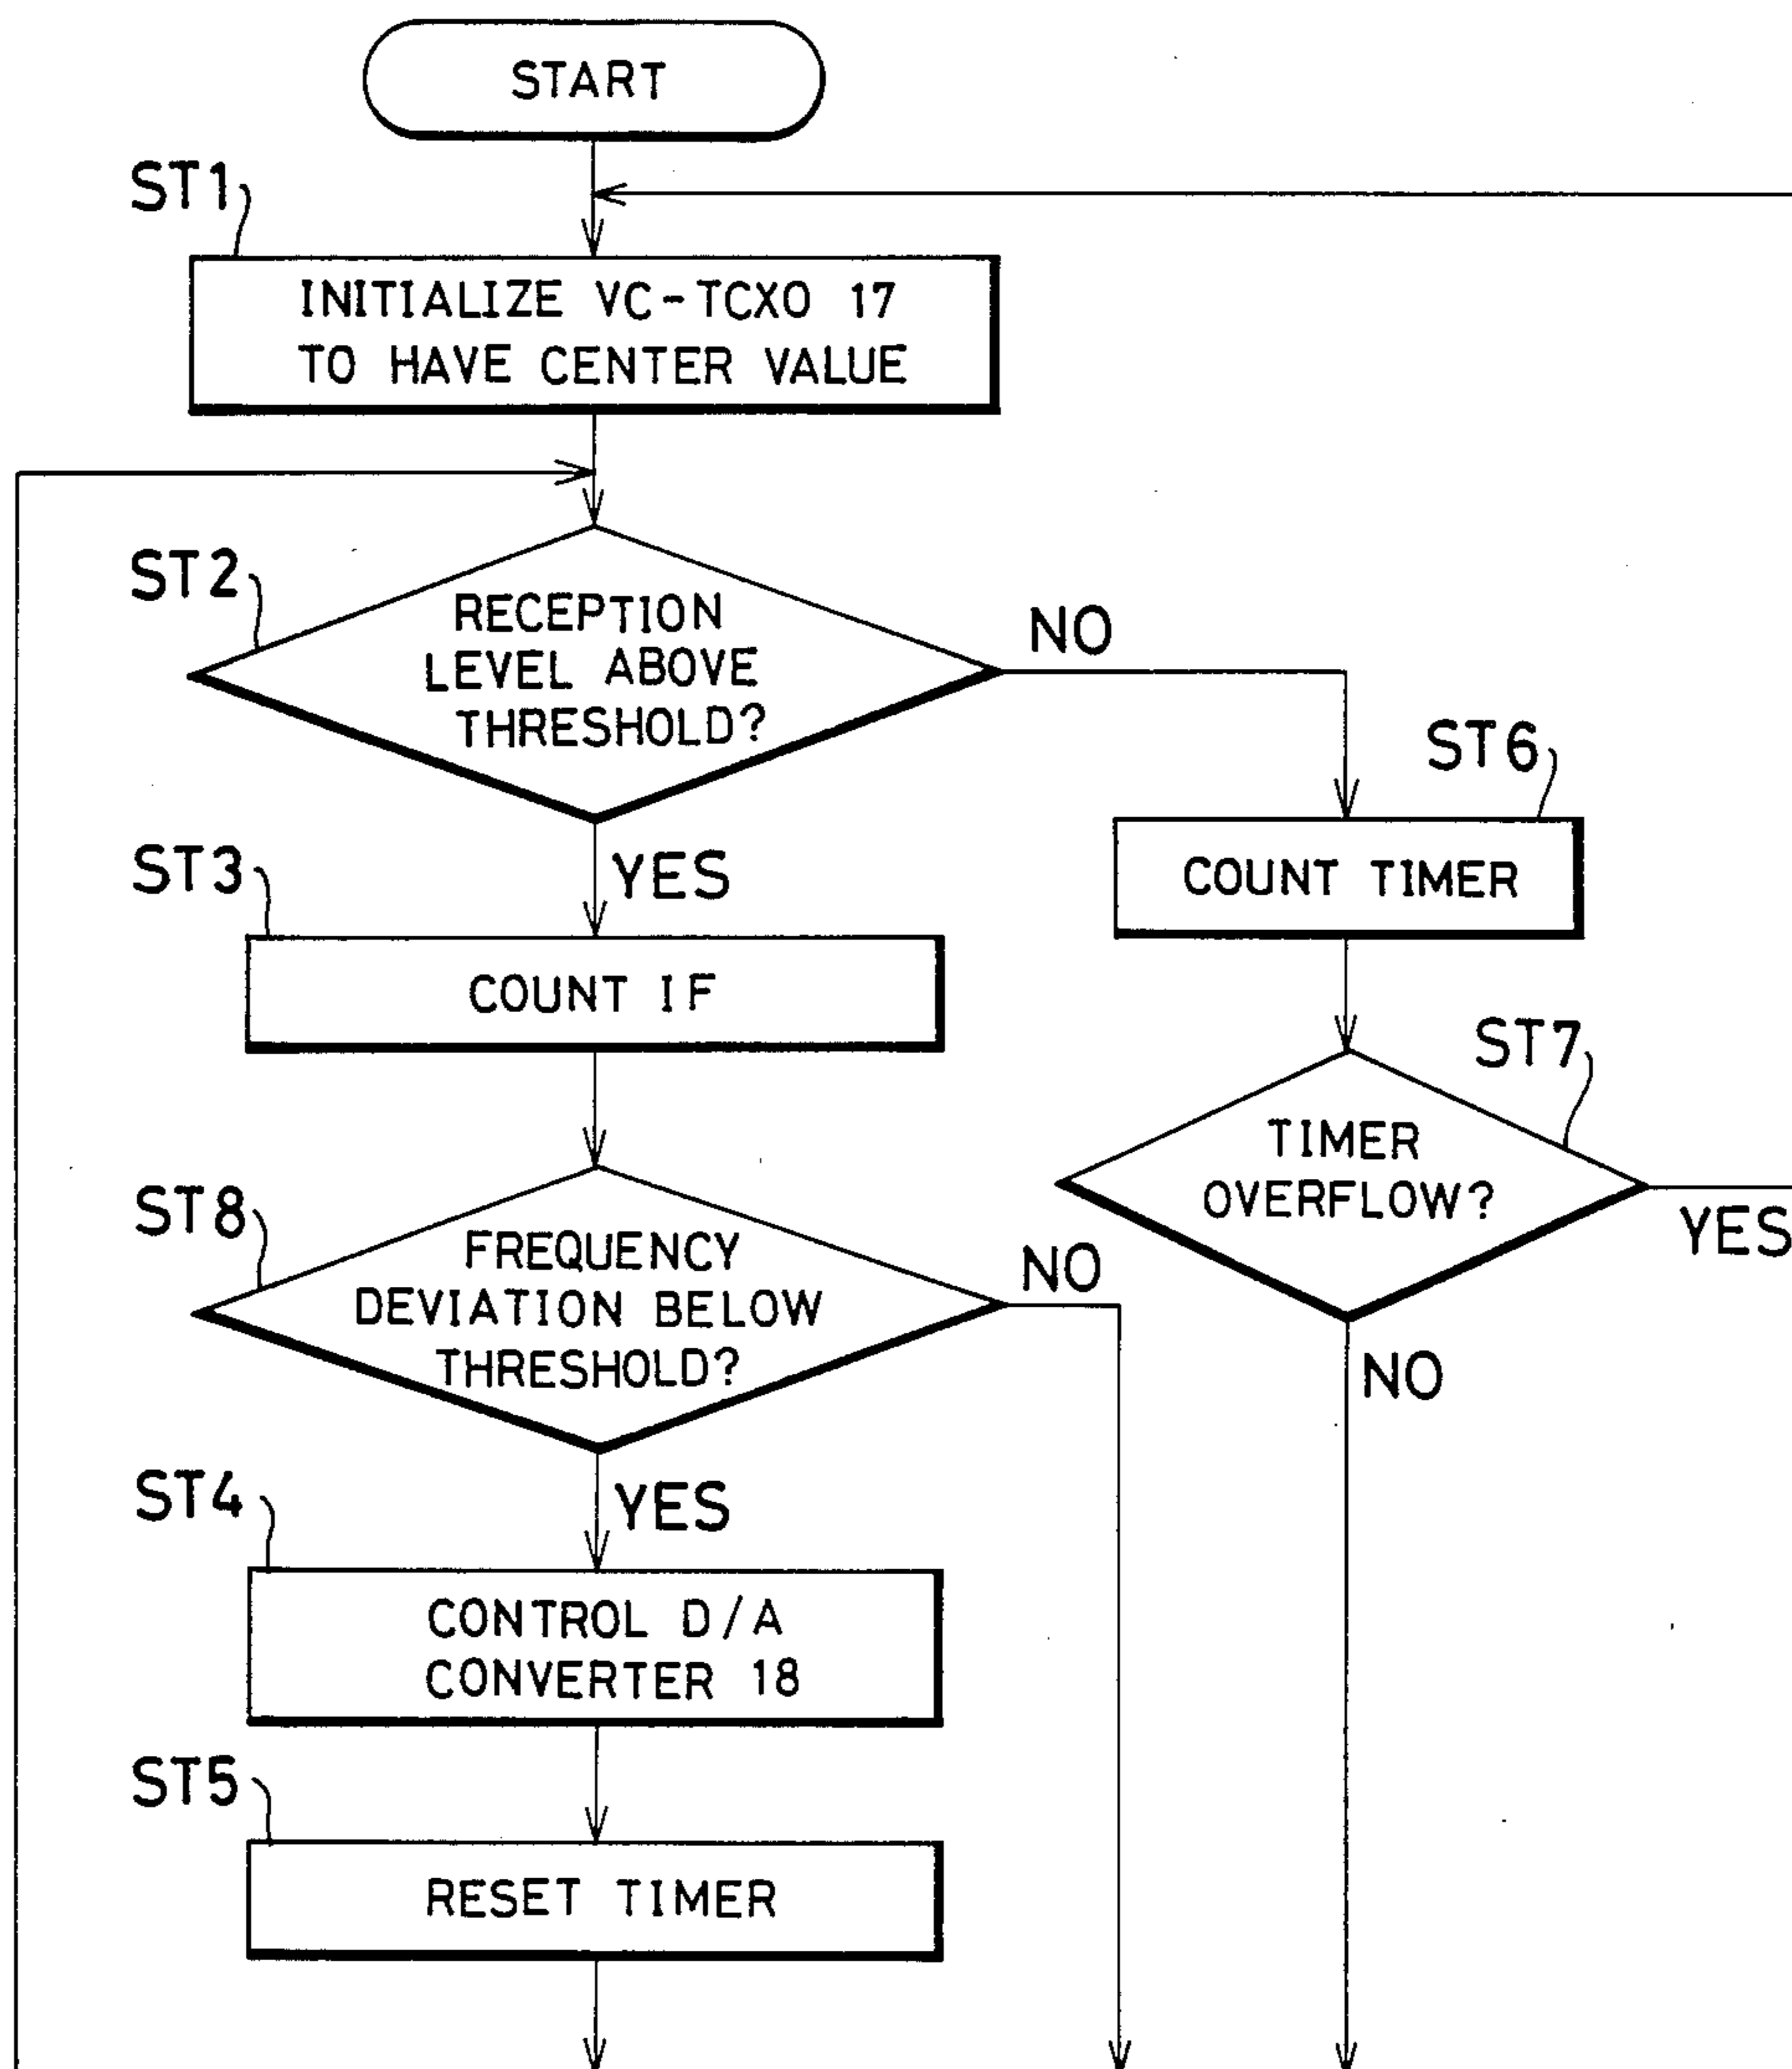 START
ST1
INITIALIZE VC-TCXO 17
TO HAVE CENTER VALUE
ST2
RECEPTION
LEVEL ABOVE
THRESHOLD?
NO
YES
ST6
COUNT TIMER
ST3
COUNT IF
ST7
TIMER
OVERFLOW?
YES
NO
ST8
FREQUENCY
DEVIATION BELOW
THRESHOLD?
NO
YES
ST4
CONTROL D/A
CONVERTER 18
ST5
RESET TIMER